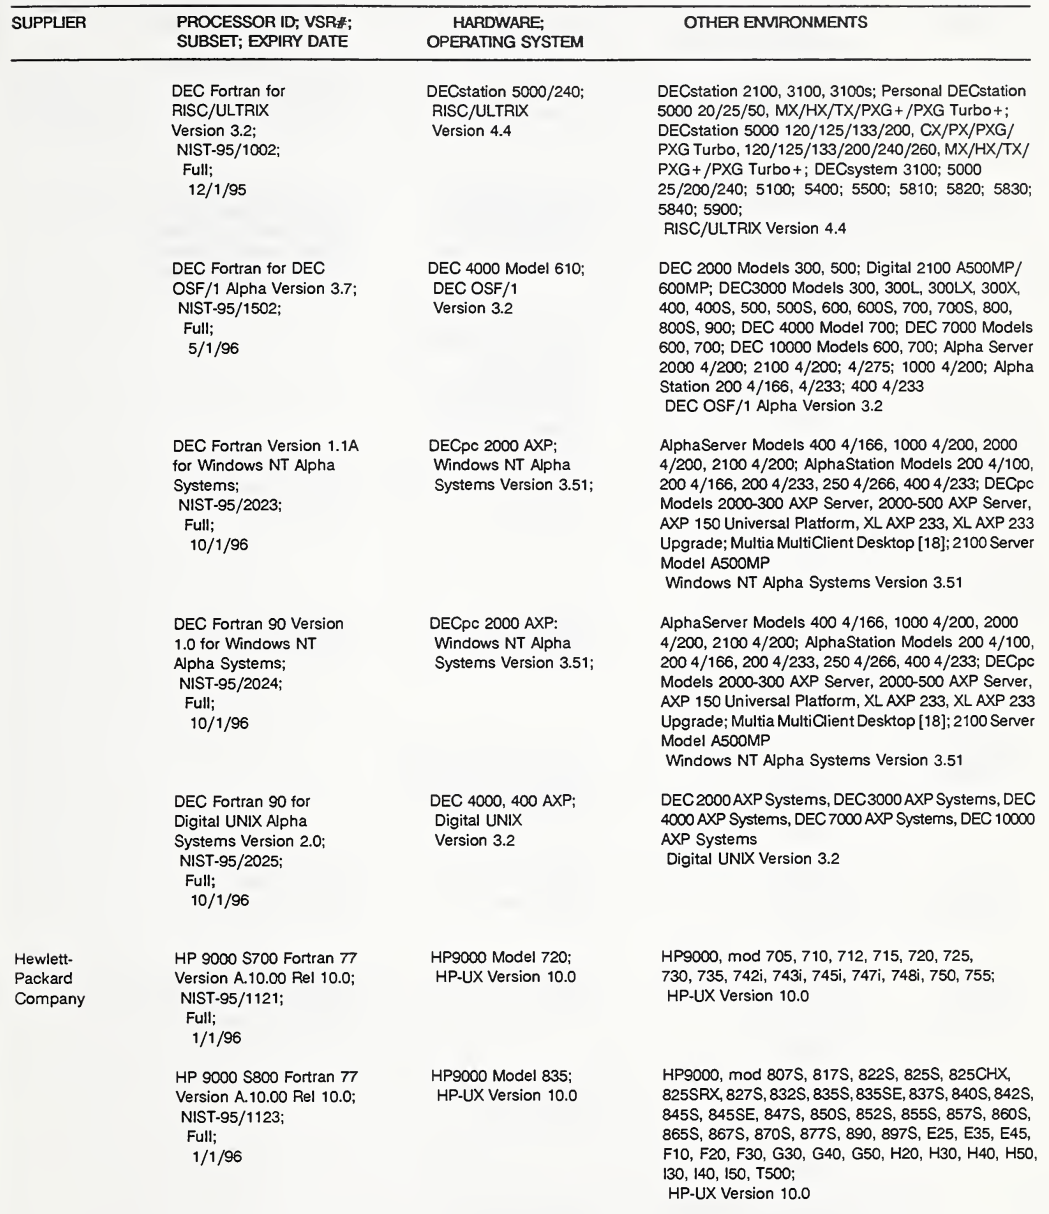 SUPPLIER PROCESSOR ID; VSR#; HARDWARE; OTHER ENVIRONMENTS
SUBSET; EXPIRY DATE OPERATING SYSTEM
DEC Fortran for DECstation 5000/240; DECstation 2100, 3100, 3100s; Personal DECstation
RISC/ULTRIX RISC/ULTRIX 5000 20/25/50, MX/HX/TX/PXG+/PXG Turbo+;
Version 3.2; Version 4.4 DECstation 5000 120/125/133/200, CX/PX/PXG/
NIST-95/1002; PXG Turbo, 120/125/133/200/240/260, MX/HX/TX/
Full; PXG+/PXG Turbo+; DECsystem 3100; 5000
12/1/95 25/200/240; 5100; 5400; 5500; 5810; 5820; 5830;
5840; 5900;
RISC/ULTRIX Version 4.4
DEC Fortran for DEC DEC 4000 Model 610; DEC 2000 Models 300, 500; Digital 2100 A500MP/
OSF/1 Alpha Version 3.7; DEC OSF/1 600MP; DEC3000 Models 300, 300L, 300LX, 300X,
NIST-95/1502; Version 3.2 400, 400S, 500, 500S, 600, 600S, 700, 700S, 800,
Full; 800S, 900; DEC 4000 Model 700; DEC 7000 Models
5/1/96 600, 700; DEC 10000 Models 600, 700; Alpha Server
2000 4/200; 2100 4/200; 4/275; 1000 4/200; Alpha
Station 200 4/166, 4/233; 400 4/233
DEC OSF/1 Alpha Version 3.2
DEC Fortran Version 1.1A DECpc 2000 AXP; AlphaServer Models 400 4/166, 1000 4/200, 2000
for Windows NT Alpha Windows NT Alpha 4/200, 2100 4/200; AlphaStation Models 200 4/100,
Systems; Systems Version 3.51; 200 4/166, 200 4/233, 250 4/266, 400 4/233; DECpc
NIST-95/2023; Models 2000-300 AXP Server, 2000-500 AXP Server,
Full; AXP 150 Universal Platform, XL AXP 233, XL AXP 233
10/1/96 Upgrade; Multia MultiClient Desktop [18]; 2100 Server
Model A500MP
Windows NT Alpha Systems Version 3.51
DEC Fortran 90 Version DECpc 2000 AXP: AlphaServer Models 400 4/166, 1000 4/200, 2000
1.0 for Windows NT Windows NT Alpha 4/200, 2100 4/200; AlphaStation Models 200 4/100,
Alpha Systems; Systems Version 3.51; 200 4/166, 200 4/233, 250 4/266, 400 4/233; DECpc
NIST-95/2024; Models 2000-300 AXP Server, 2000-500 AXP Server,
Full; AXP 150 Universal Platform, XL AXP 233, XL AXP 233
10/1/96 Upgrade; Multia MultiClient Desktop [18]; 2100 Server
Model A500MP
Windows NT Alpha Systems Version 3.51
DEC Fortran 90 for DEC 4000, 400 AXP; DEC 2000 AXP Systems, DEC3000 AXP Systems, DEC
Digital UNIX Alpha Digital UNIX 4000 AXP Systems, DEC 7000 AXP Systems, DEC 10000
Systems Version 2.0; Version 3.2 AXP Systems
NIST-95/2025; Digital UNIX Version 3.2
Full;
10/1/96
Hewlett- HP 9000 S700 Fortran 77 HP9000 Model 720; HP9000, mod 705, 710, 712, 715, 720, 725,
Packard Version A.10.00 Rel 10.0; HP-UX Version 10.0 730, 735, 742i, 743i, 745i, 747i, 748i, 750, 755;
Company NIST-95/1121; HP-UX Version 10.0
Full;
1/1/96
HP 9000 S800 Fortran 77 HP9000 Model 835; HP9000, mod 807S, 817S, 822S, 825S, 825CHX,
Version A.10.00 Rel 10.0; HP-UX Version 10.0 825SRX, 827S, 832S, 835S, 835SE, 837S, 840S, 842S,
NIST-95/1123; 845S, 845SE, 847S, 850S, 852S, 855S, 857S, 860S,
Full; 865S, 867S, 870S, 877S, 890, 897S, E25, E35, E45,
1/1/96 F10, F20, F30, G30, G40, G50, H20, H30, H40, H50,
I30, I40, I50, T500;
HP-UX Version 10.0